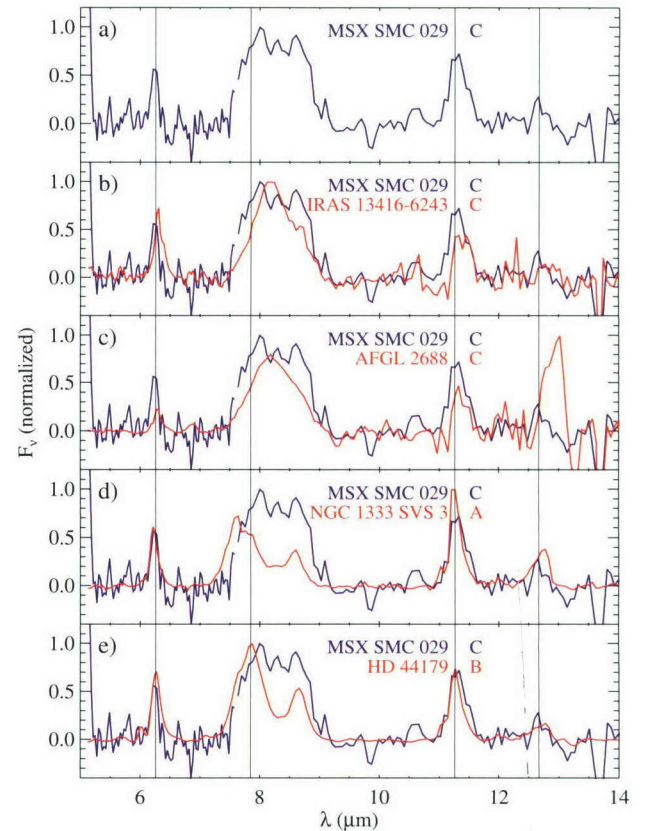 a) MSX SMC 029 C
1.0
0.5
0.0
b) MSX SMC 029 C
IRAS 13416-6243 C
1.0
0.5
0.0
c) MSX SMC 029 C
AFGL 2688 C
1.0
0.5
0.0
d) MSX SMC 029 C
NGC 1333 SVS 3 A
1.0
0.5
0.0
e) MSX SMC 029 C
HD 44179 B
1.0
0.5
0.0
Fν (normalized)
6 8 10 12 14
λ (μm)